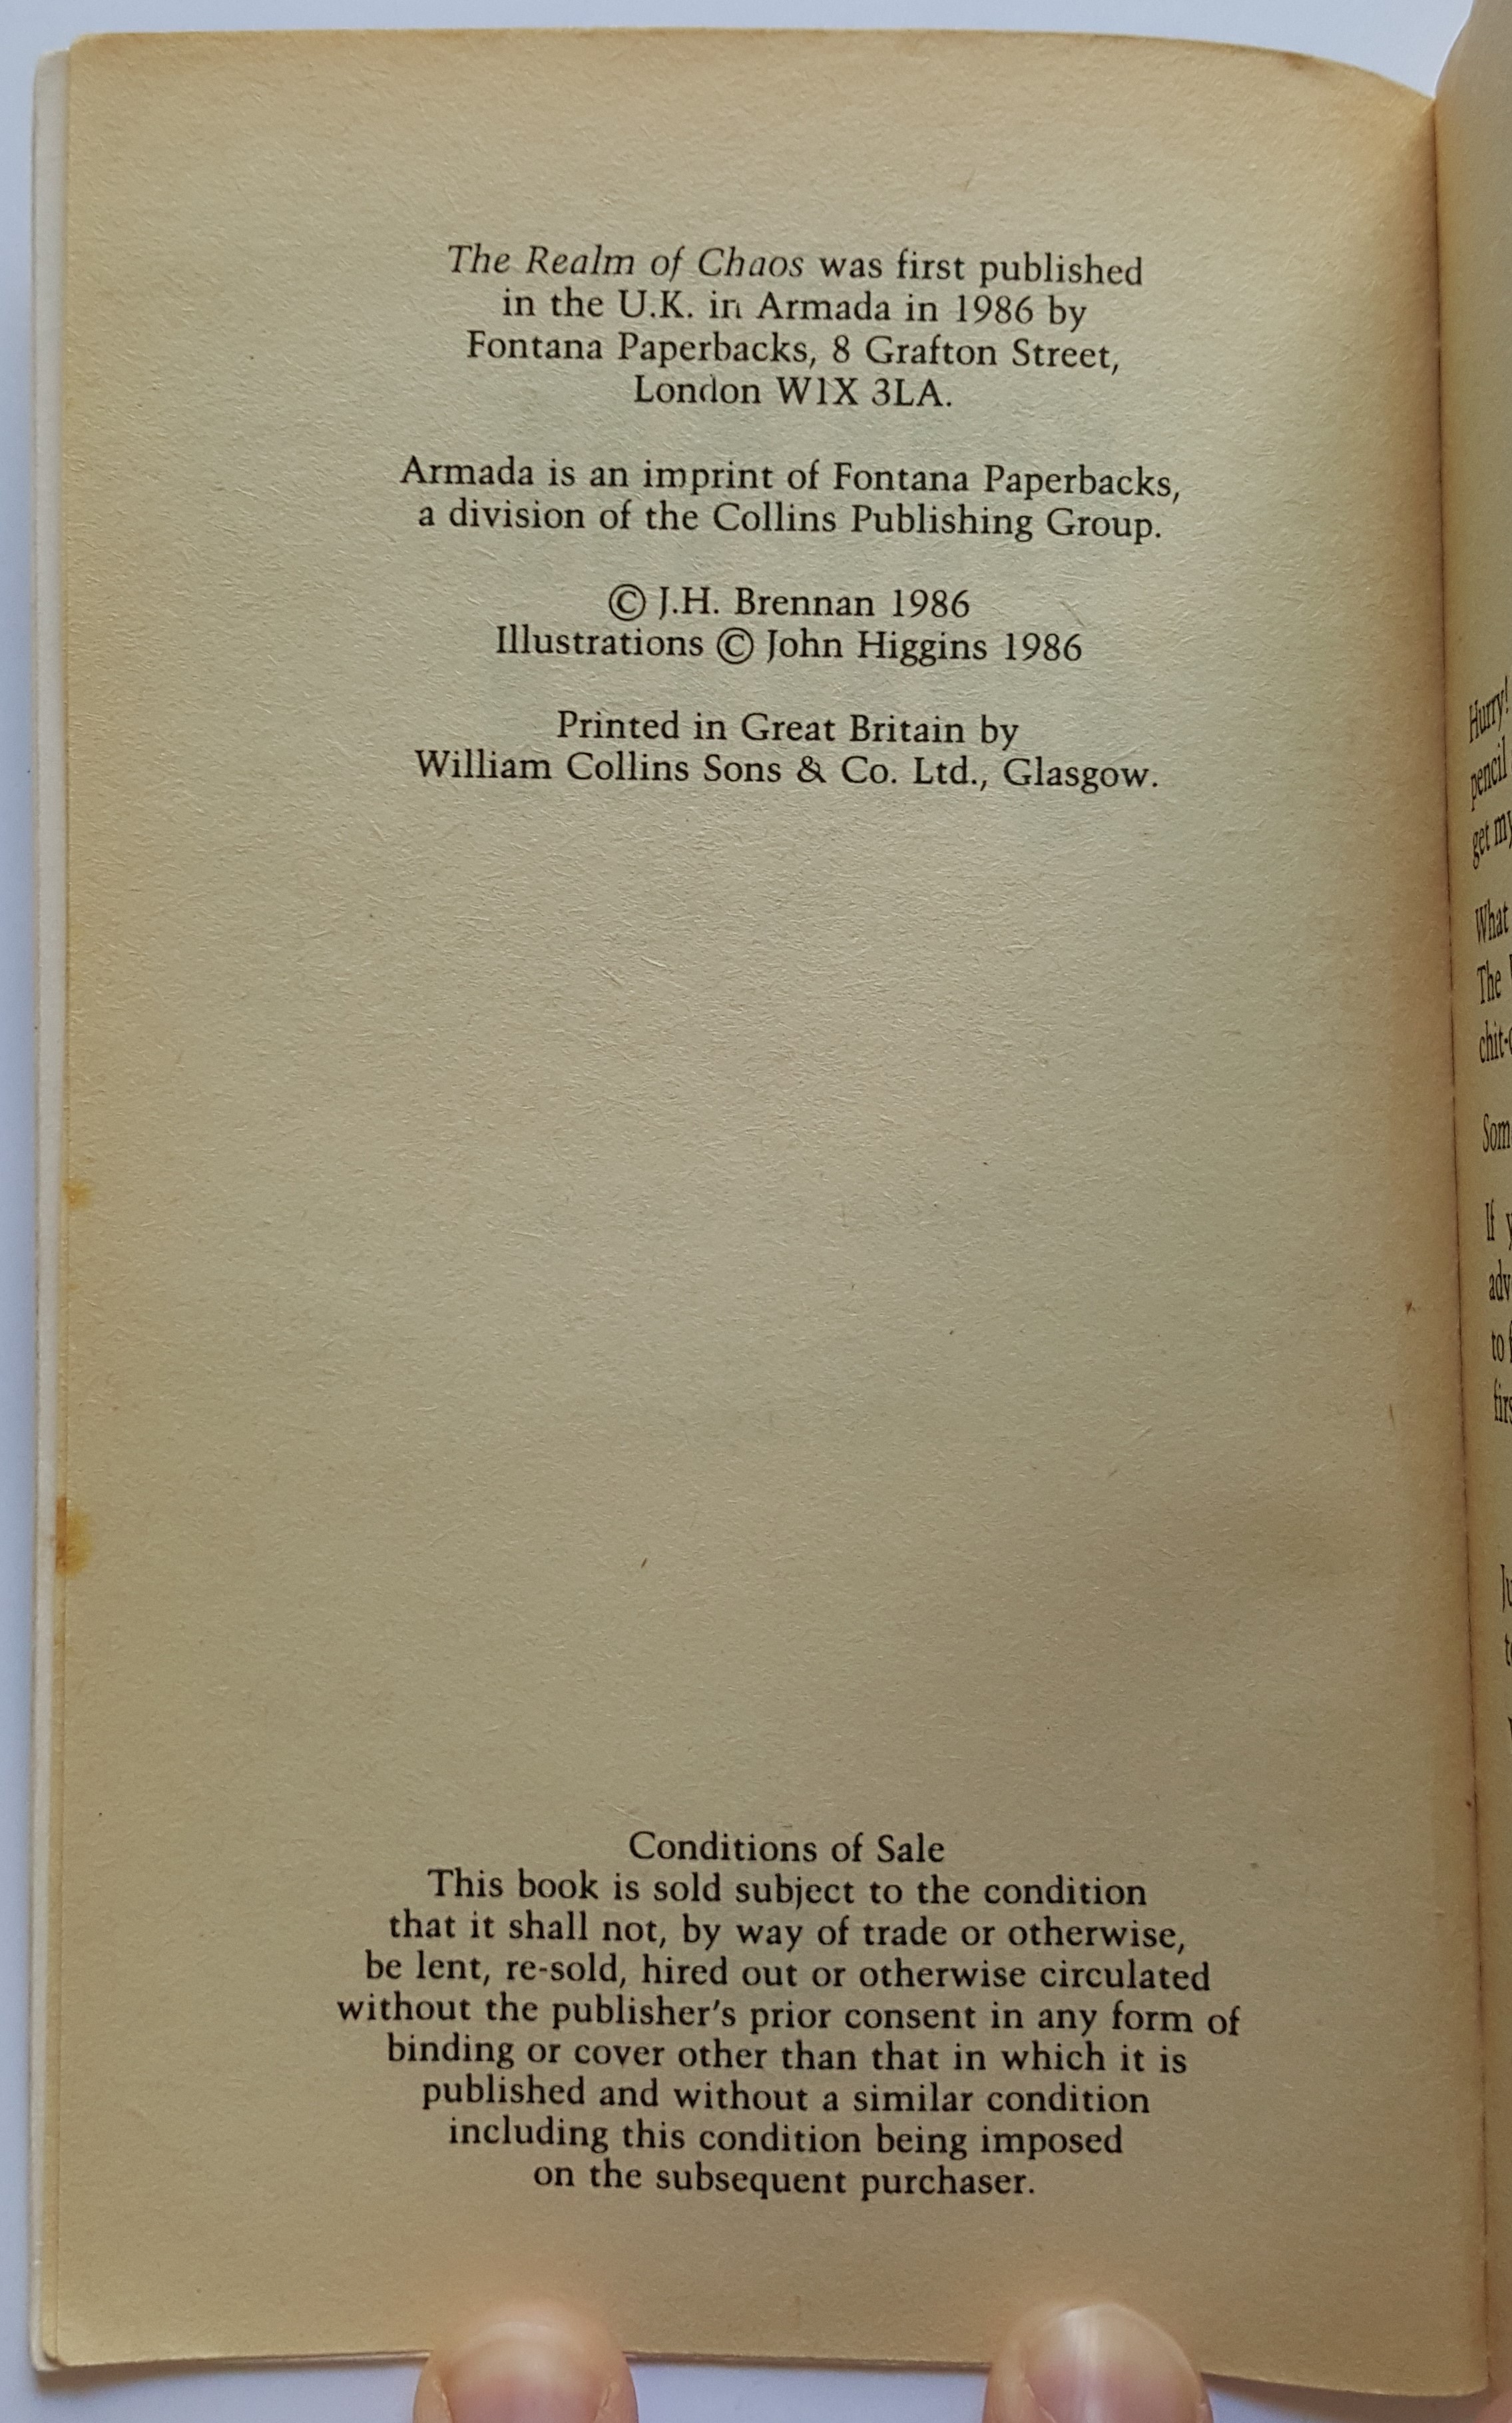 The Realm of Chaos was first published
in the U.K. in Armada in 1986 by
Fontana Paperbacks, 8 Grafton Street,
London W1X 3LA.
Armada is an imprint of Fontana Paperbacks,
a division of the Collins Publishing Group.
© J.H. Brennan 1986
Illustrations © John Higgins 1986
Printed in Great Britain by
William Collins Sons & Co. Ltd., Glasgow.
Conditions of Sale
This book is sold subject to the condition
that it shall not, by way of trade or otherwise,
be lent, re-sold, hired out or otherwise circulated
without the publisher's prior consent in any form of
binding or cover other than that in which it is
published and without a similar condition
including this condition being imposed
on the subsequent purchaser.
Hurry!
pencil
get my
What
The
If